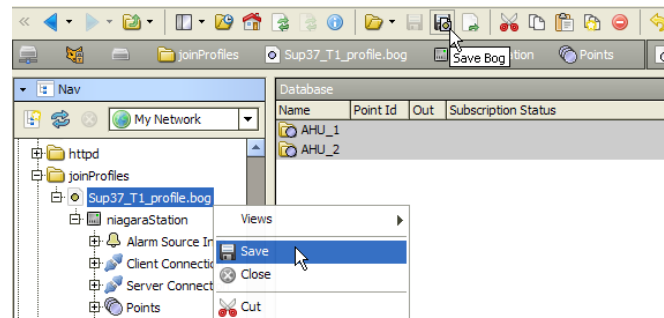 joinProfiles Sup37_T1_profile.bog Points
Save Bog
Nav Database
My Network
Name Point Id Out Subscription Status
AHU_1
AHU_2
httpd
joinProfiles
Sup37_T1_profile.bog
niagaraStation
Views
Alarm Source
Save
Client
Close
Server Connect
Points
Cut